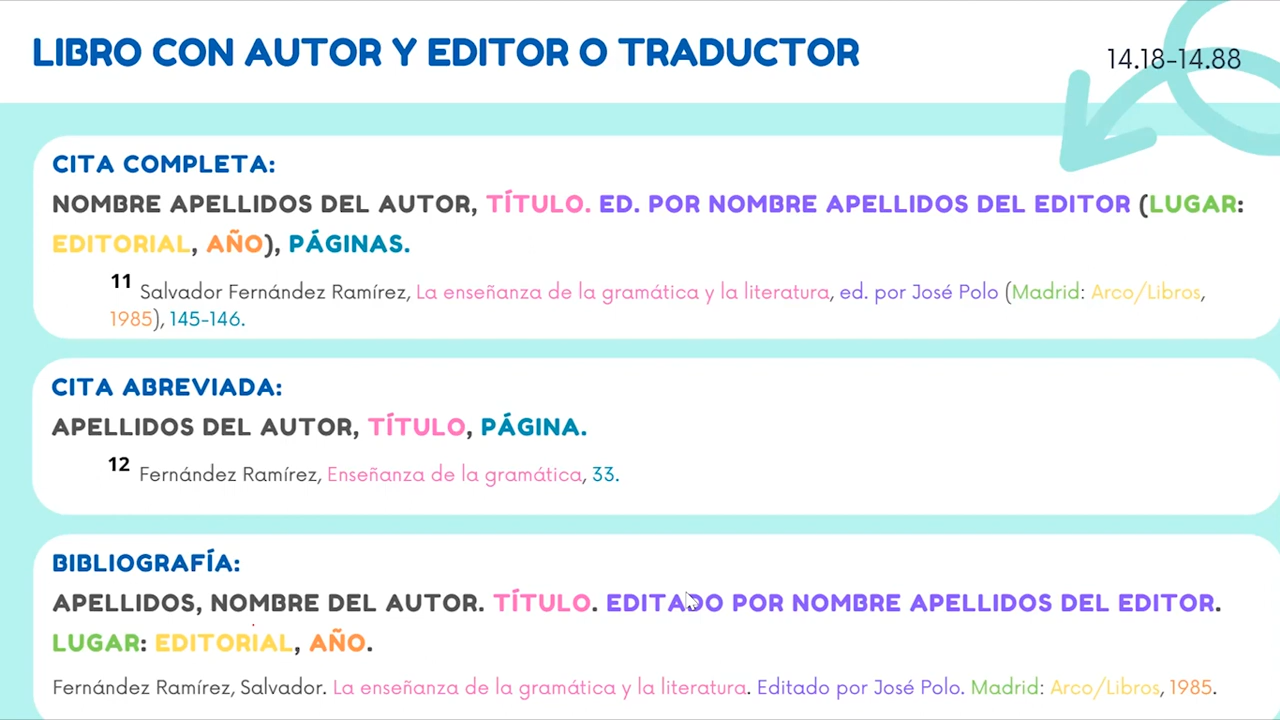 LIBRO CON AUTOR Y EDITOR O TRADUCTOR
14.18-14.88
CITA COMPLETA:
NOMBRE APELLIDOS DEL AUTOR, TÍTULO. ED. POR NOMBRE APELLIDOS DEL EDITOR (LUGAR:
EDITORIAL, AÑO), PÁGINAS.
11 Salvador Fernández Ramírez, La enseñanza de la gramática y la literatura, ed. por José Polo (Madrid: Arco/Libros,
1985), 145-146.
CITA ABREVIADA:
APELLIDOS DEL AUTOR, TÍTULO, PÁGINA.
12 Fernández Ramírez, Enseñanza de la gramática, 33.
BIBLIOGRAFÍA:
APELLIDOS, NOMBRE DEL AUTOR. TÍTULO. EDITADO POR NOMBRE APELLIDOS DEL EDITOR.
LUGAR: EDITORIAL, AÑO.
Fernández Ramírez, Salvador. La enseñanza de la gramática y la literatura. Editado por José Polo. Madrid: Arco/Libros, 1985.